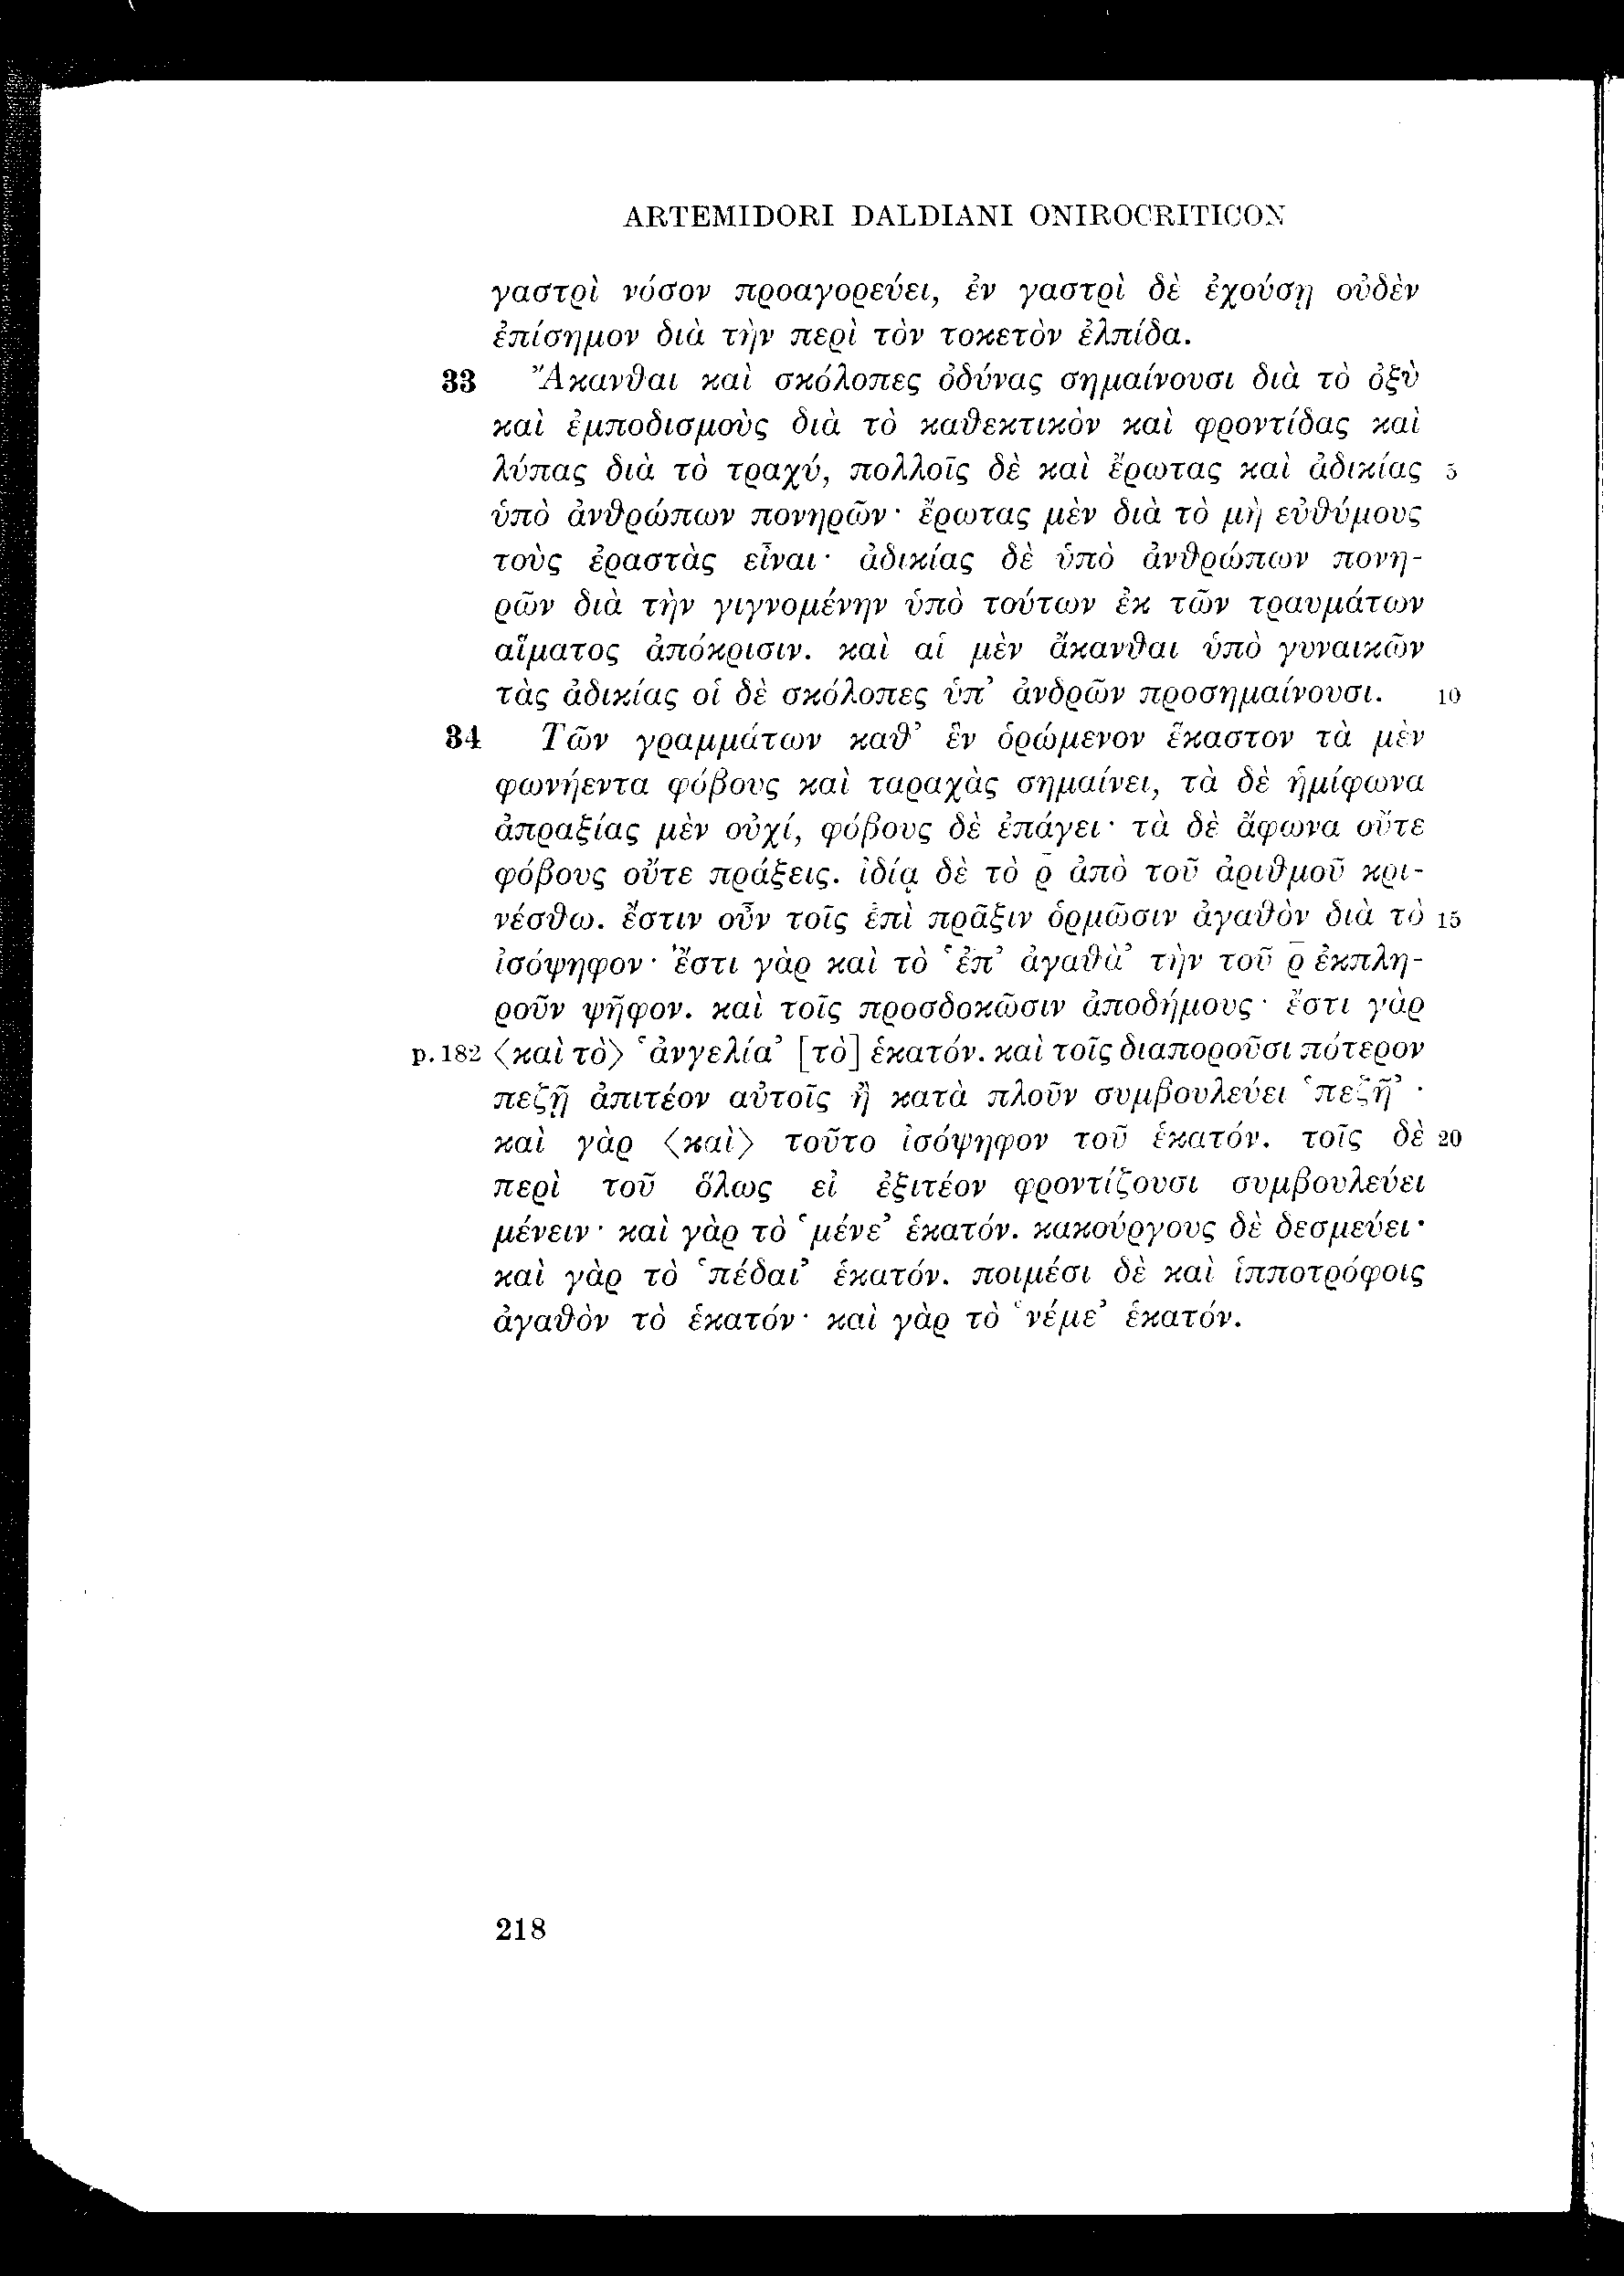 ARTEMIDORI DALDIANI ONIROCRITICON
γαστρὶ νόσον προαγορεύει, ἐν γαστρὶ δὲ ἐχούσῃ οὐδὲν
ἐπίσημον διὰ τὴν περὶ τὸν τοκετὸν ἐλπίδα.
33 Ἄκανθαι καὶ σκόλοπες ὀδύνας σημαίνουσι διὰ τὸ ὀξὺ
καὶ ἐμποδισμοὺς διὰ τὸ καθεκτικὸν καὶ φροντίδας καὶ
λύπας διὰ τὸ τραχύ, πολλοῖς δὲ καὶ ἔρωτας καὶ ἀδικίας 5
ὑπὸ ἀνθρώπων πονηρῶν· ἔρωτας μὲν διὰ τὸ μὴ εὐθύμους
τοὺς ἐραστὰς εἶναι· ἀδικίας δὲ ὑπὸ ἀνθρώπων πονη-
ρῶν διὰ τὴν γιγνομένην ὑπὸ τούτων ἐκ τῶν τραυμάτων
αἵματος ἀπόκρισιν. καὶ αἱ μὲν ἄκανθαι ὑπὸ γυναικῶν
τὰς ἀδικίας οἱ δὲ σκόλοπες ὑπ’ ἀνδρῶν προσημαίνουσι. 10
34 Τῶν γραμμάτων καθ’ ἓν ὁρώμενον ἕκαστον τὰ μὲν
φωνήεντα φόβους καὶ ταραχὰς σημαίνει, τὰ δὲ ἡμίφωνα
ἀπραξίας μὲν οὐχί, φόβους δὲ ἐπάγει· τὰ δὲ ἄφωνα οὔτε
φόβους οὔτε πράξεις. ἰδίᾳ δὲ τὸ ρ̄ ἀπὸ τοῦ ἀριθμοῦ κρι-
νέσθω. ἔστιν οὖν τοῖς ἐπὶ πρᾶξιν ὁρμῶσιν ἀγαθὸν διὰ τὸ 15
ἰσόψηφον· ἔστι γὰρ καὶ τὸ ‘ἐπ’ ἀγαθὰ’ τὴν τοῦ ρ̄ ἐκπλη-
ροῦν ψῆφον. καὶ τοῖς προσδοκῶσιν ἀποδήμους· ἔστι γὰρ
p. 182 〈καὶ τὸ〉 ‘ἀνγελία’ [τὸ] ἑκατόν. καὶ τοῖς διαποροῦσι πότερον
πεζῇ ἀπιτέον αὐτοῖς ἢ κατὰ πλοῦν συμβουλεύει ‘πεζῆ’·
καὶ γὰρ 〈καὶ〉 τοῦτο ἰσόψηφον τοῦ ἑκατόν. τοῖς δὲ 20
περὶ τοῦ ὅλως εἰ ἐξιτέον φροντίζουσι συμβουλεύει
μένειν· καὶ γὰρ τὸ ‘μένε’ ἑκατόν. κακούργους δὲ δεσμεύει·
καὶ γὰρ τὸ ‘πέδαι’ ἑκατόν. ποιμέσι δὲ καὶ ἱπποτρόφοις
ἀγαθὸν τὸ ἑκατόν· καὶ γὰρ τὸ ‘νέμε’ ἑκατόν.
218